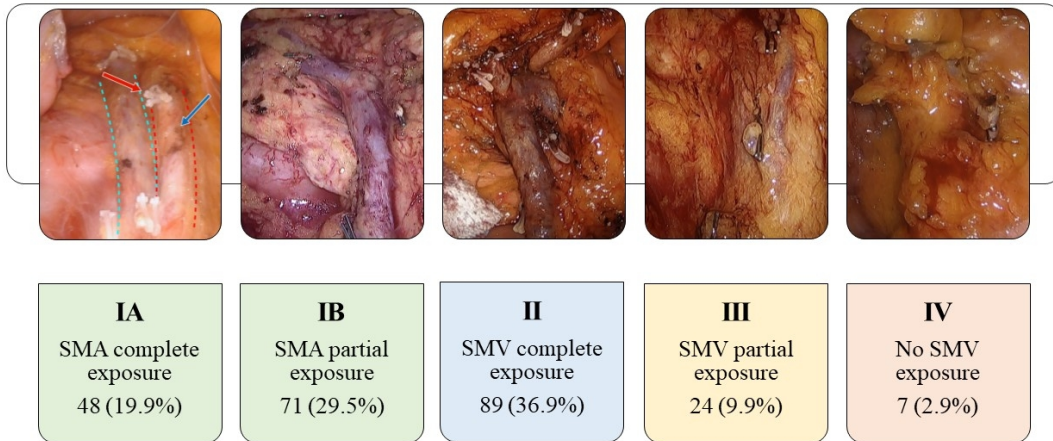 IA
SMA complete
exposure
48 (19.9%)
IB
SMA partial
exposure
71 (29.5%)
II
SMV complete
exposure
89 (36.9%)
III
SMV partial
exposure
24 (9.9%)
IV
No SMV
exposure
7 (2.9%)